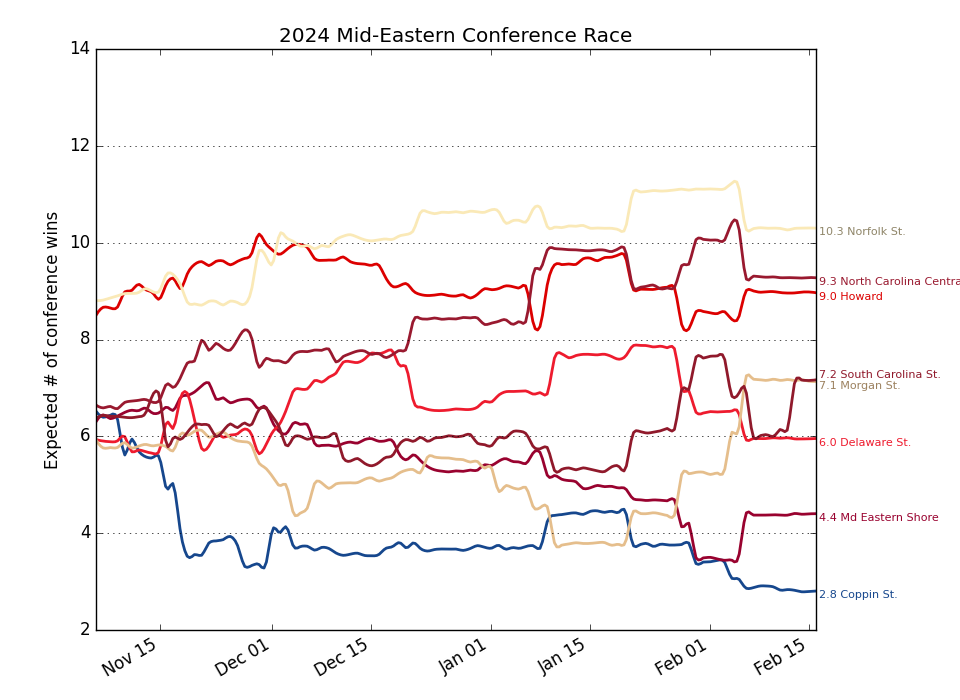 2024 Mid-Eastern Conference Race
Expected # of conference wins
14
12
10
8
6
4
2
10.3 Norfolk St.
9.3 North Carolina Centra
9.0 Howard
7.2 South Carolina St.
7.1 Morgan St.
6.0 Delaware St.
4.4 Md Eastern Shore
2.8 Coppin St.
Nov 15
Dec 01
Dec 15
Jan 01
Jan 15
Feb 01
Feb 15